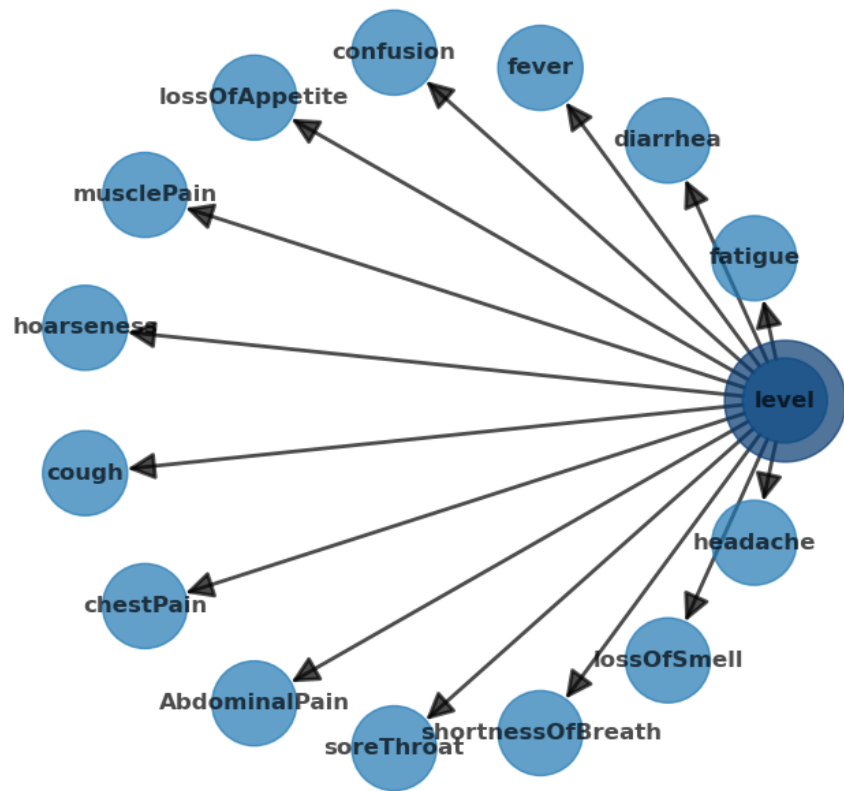 confusion
fever
lossOfAppetite
diarrhea
musclePain
fatigue
hoarseness
level
cough
headache
chestPain
lossOfSmell
AbdominalPain
shortnessOfBreath
soreThroat